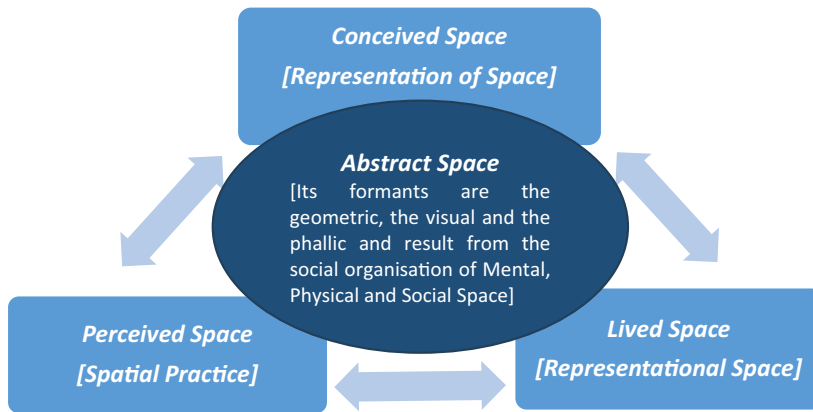 Conceived Space
[Representation of Space]
Abstract Space
[Its formants are the
geometric, the visual and the
phallic and result from the
social organisation of Mental,
Physical and Social Space]
Perceived Space
[Spatial Practice]
Lived Space
[Representational Space]